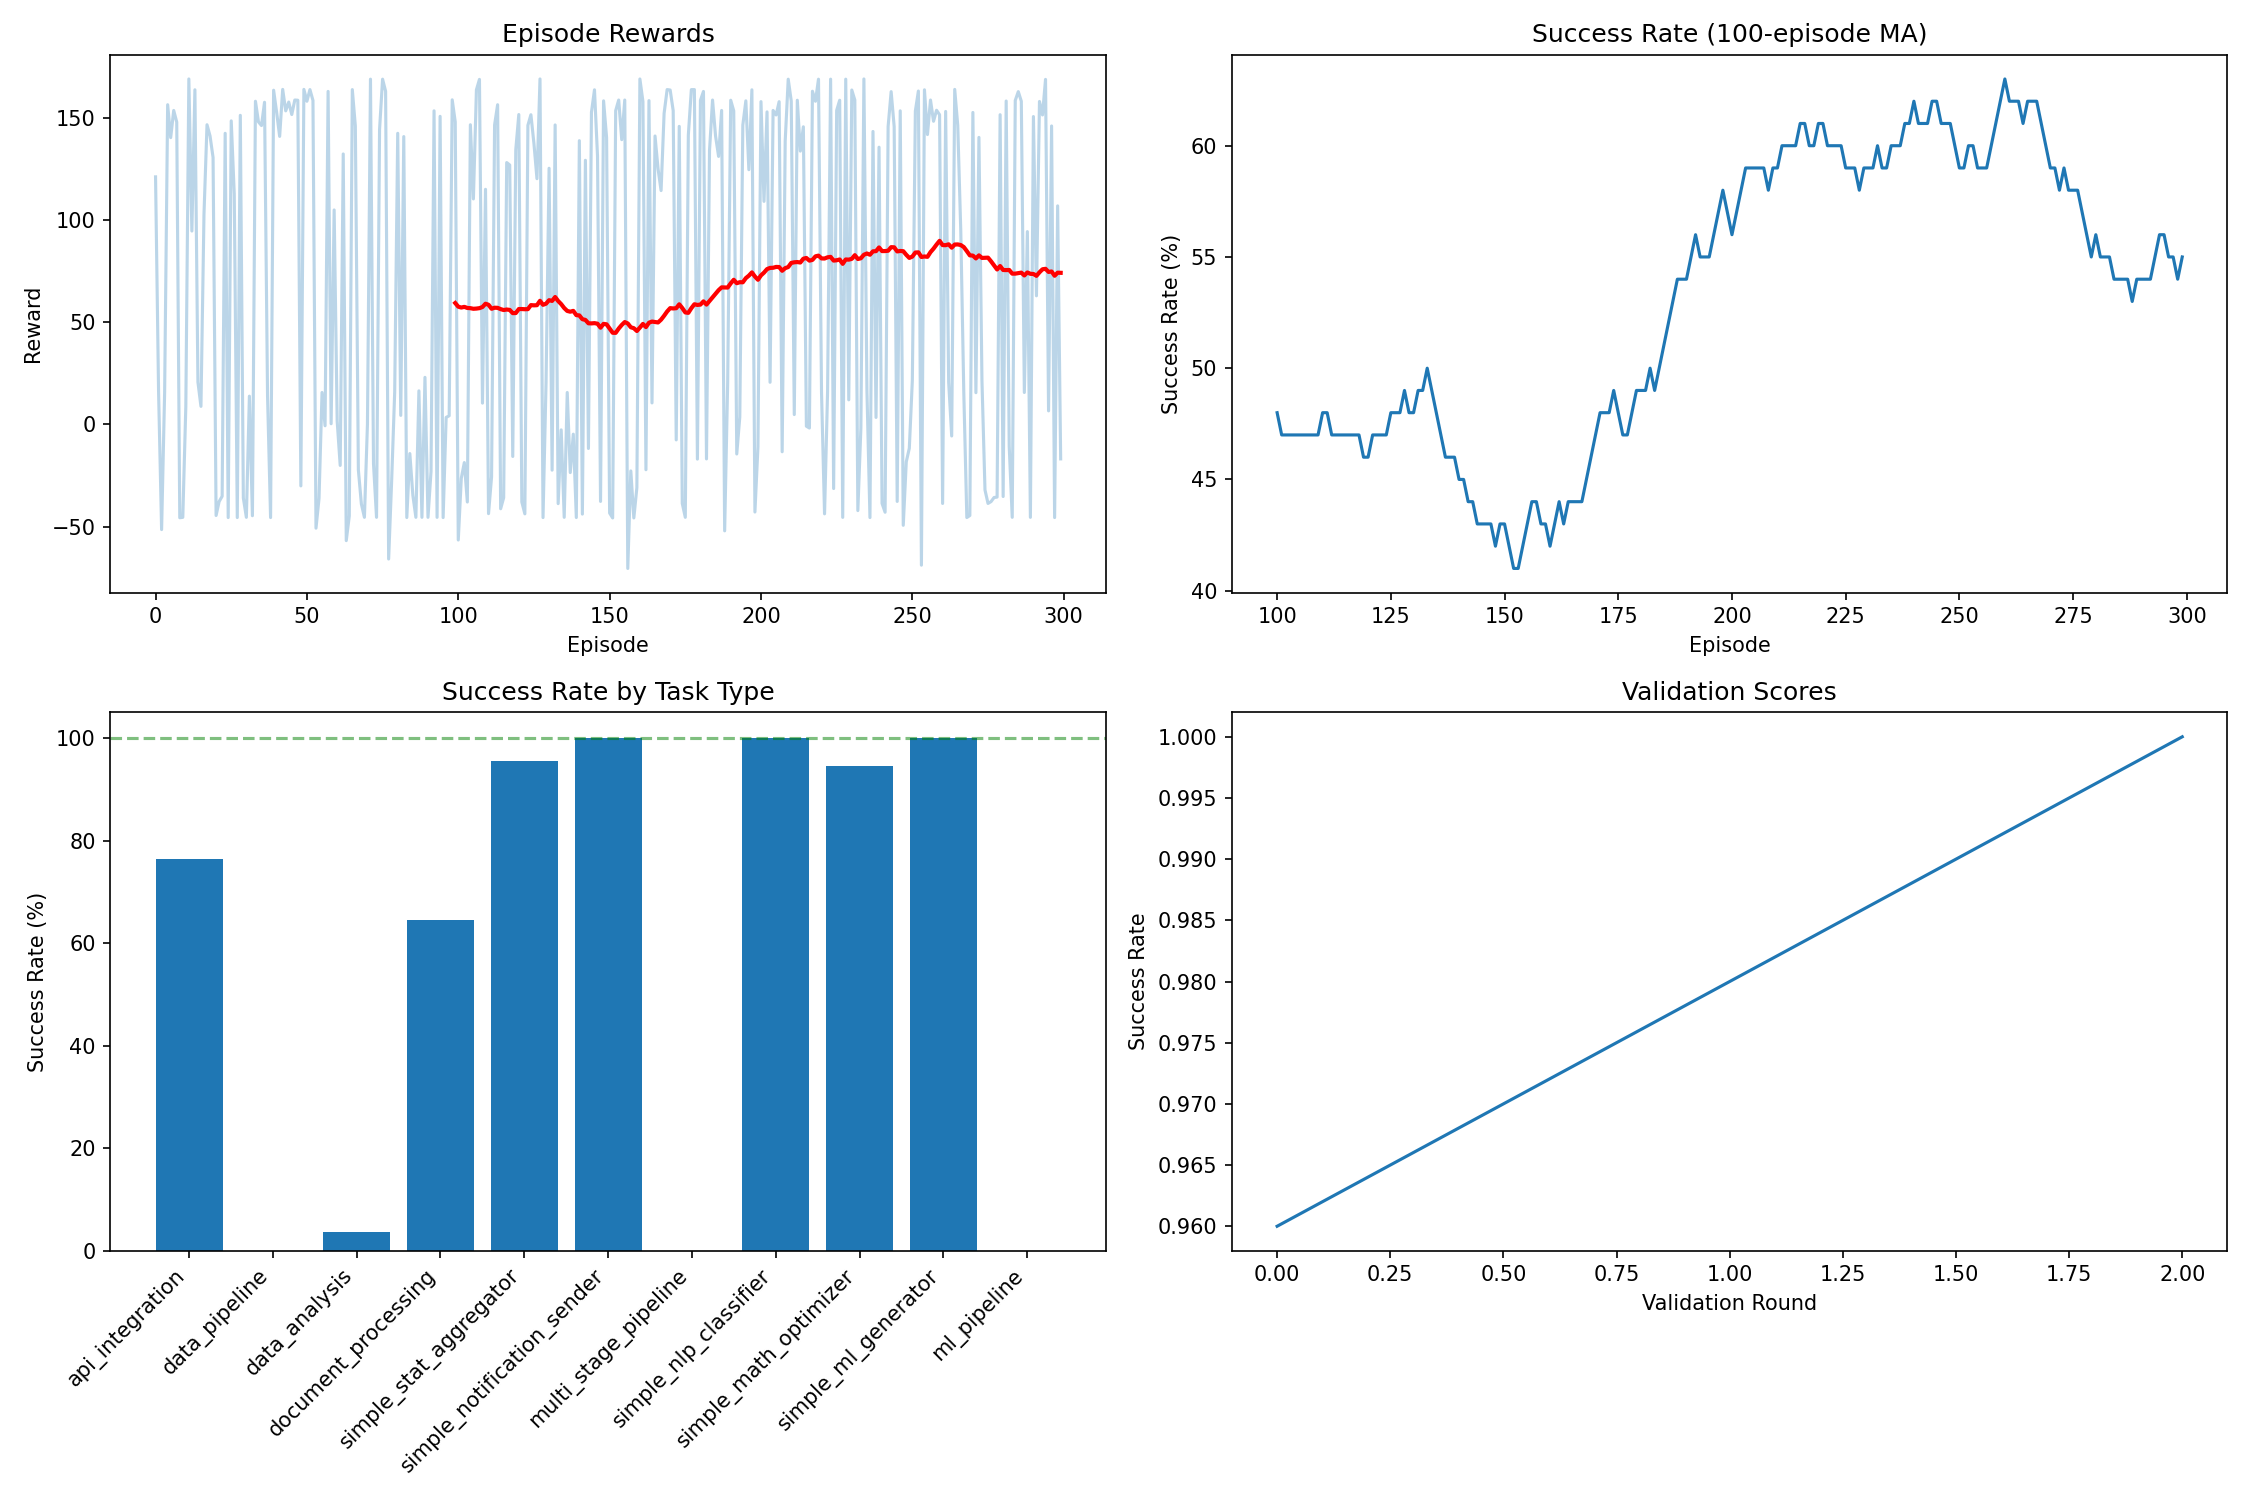 Episode Rewards
Reward
150
100
50
0
−50
0 50 100 150 200 250 300
Episode
Success Rate (100-episode MA)
Success Rate (%)
60
55
50
45
40
100 125 150 175 200 225 250 275 300
Episode
Success Rate by Task Type
Success Rate (%)
100
80
60
40
20
0
api_integration
data_pipeline
data_analysis
document_processing
simple_stat_aggregator
simple_notification_sender
multi_stage_pipeline
simple_nlp_classifier
simple_math_optimizer
simple_ml_generator
ml_pipeline
Validation Scores
Success Rate
1.000
0.995
0.990
0.985
0.980
0.975
0.970
0.965
0.960
0.00 0.25 0.50 0.75 1.00 1.25 1.50 1.75 2.00
Validation Round